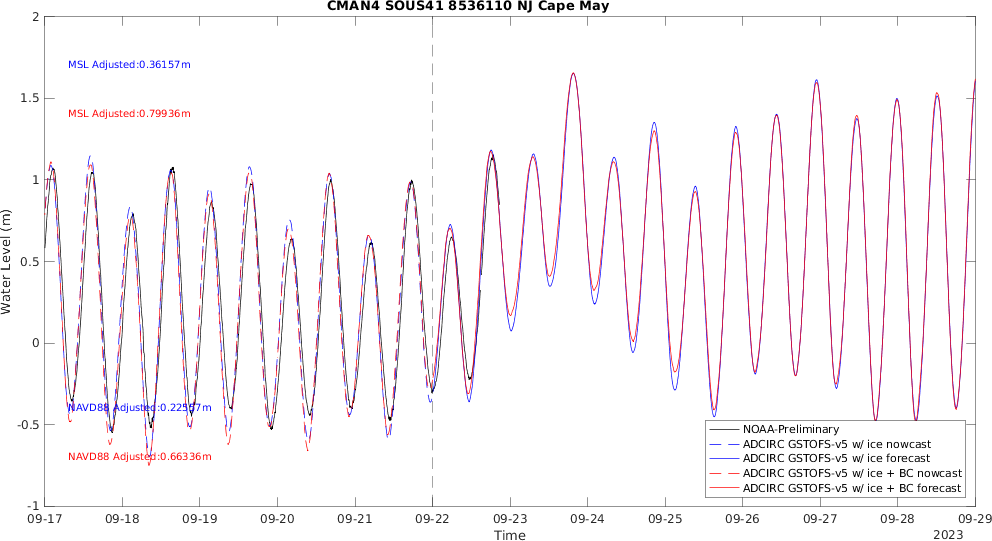 CMAN4 SOUS41 8536110 NJ Cape May
2
1.5
1
0.5
0
-0.5
-1
Water Level (m)
MSL Adjusted:0.36157m
MSL Adjusted:0.79936m
NAVD88 Adjusted:0.22557m
NAVD88 Adjusted:0.66336m
NOAA-Preliminary
ADCIRC GSTOFS-v5 w/ ice nowcast
ADCIRC GSTOFS-v5 w/ ice forecast
ADCIRC GSTOFS-v5 w/ ice + BC nowcast
ADCIRC GSTOFS-v5 w/ ice + BC forecast
09-17 09-18 09-19 09-20 09-21 09-22 09-23 09-24 09-25 09-26 09-27 09-28 09-29
Time
2023